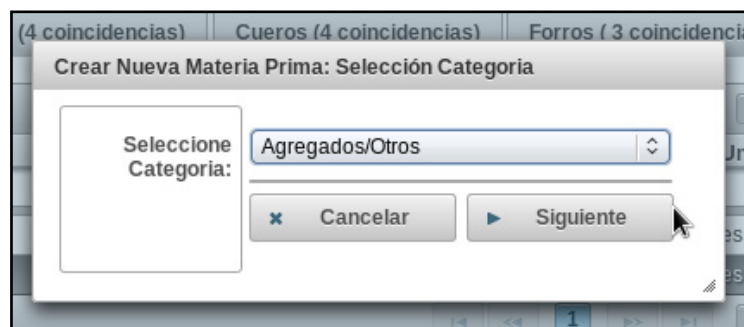 (4 coincidencias) Cueros (4 coincidencias) Forros ( 3 coincidencia
Crear Nueva Materia Prima: Selección Categoria
Seleccione
Categoria:
Agregados/Otros
Cancelar Siguiente
1